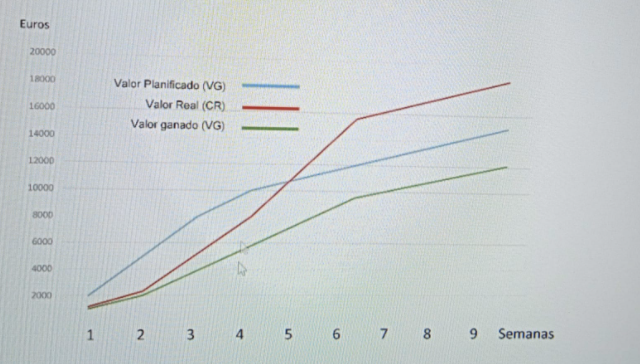 Euros
20000
18000
Valor Planificado (VG)
16000
Valor Real (CR)
14000
Valor ganado (VG)
12000
10000
8000
6000
4000
2000
1 2 3 4 5 6 7 8 9 Semanas